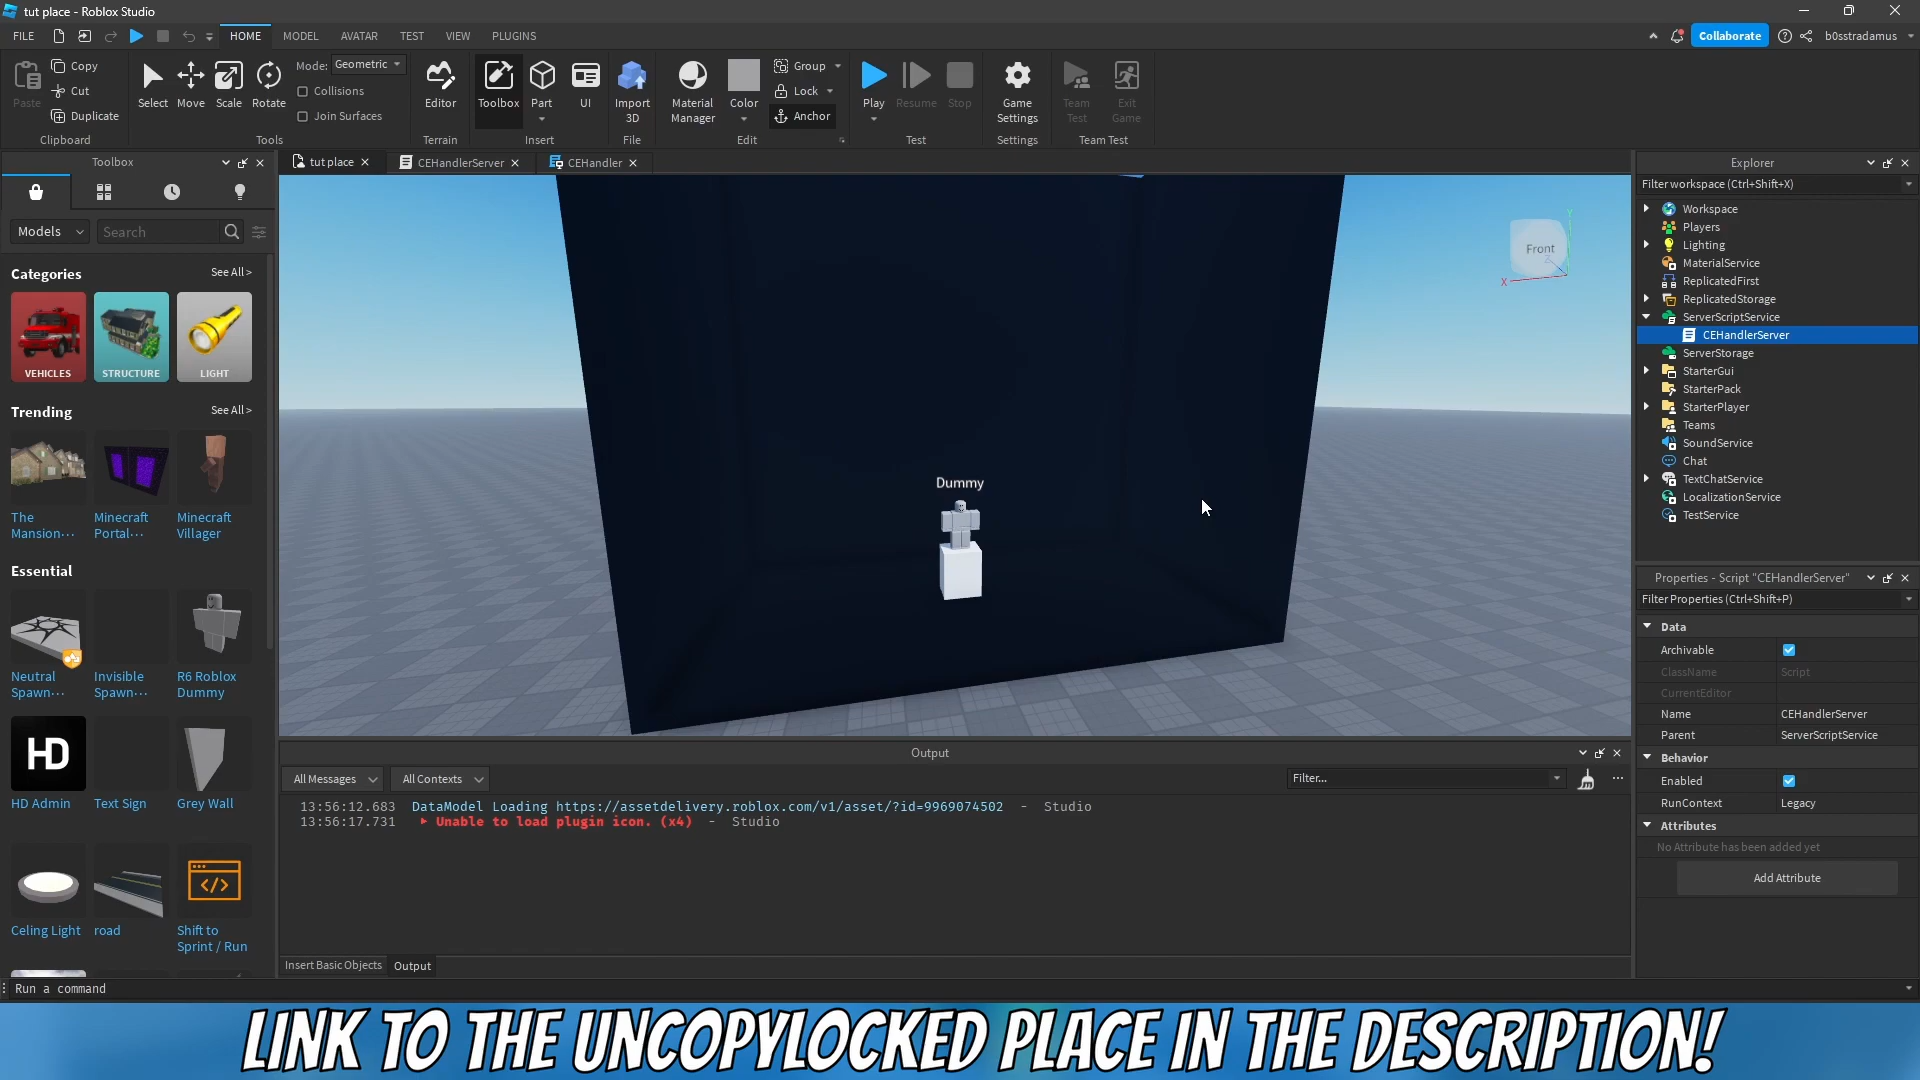 tut place - Roblox Studio
FILE HOME MODEL AVATAR TEST VIEW PLUGINS Collaborate b0sstradamus
Paste Copy Cut Duplicate Clipboard
Select Move Scale Rotate Mode: Geometric Collisions Join Surfaces Tools
Editor Terrain
Toolbox Part UI Insert
Import 3D File
Material Manager Color Group Lock Anchor Edit
Play Resume Stop Test
Game Settings Settings
Team Test Exit Game Team Test
Toolbox
Models Search
Categories See All >
VEHICLES STRUCTURE LIGHT
Trending See All >
The Mansion··· Minecraft Portal··· Minecraft Villager
Essential
Neutral Spawn··· Invisible Spawn··· R6 Roblox Dummy
HD
HD Admin Text Sign Grey Wall
Celing Light road Shift to Sprint / Run
tut place CEHandlerServer CEHandler
Front
X Y Z
Dummy
Output
All Messages All Contexts Filter...
13:56:12.683 DataModel Loading https://assetdelivery.roblox.com/v1/asset/?id=9969074502 - Studio
13:56:17.731 Unable to load plugin icon. (x4) - Studio
Insert Basic Objects Output
Run a command
Explorer
Filter workspace (Ctrl+Shift+X)
Workspace
Players
Lighting
MaterialService
ReplicatedFirst
ReplicatedStorage
ServerScriptService
CEHandlerServer
ServerStorage
StarterGui
StarterPack
StarterPlayer
Teams
SoundService
Chat
TextChatService
LocalizationService
TestService
Properties - Script "CEHandlerServer"
Filter Properties (Ctrl+Shift+P)
Data
Archivable
ClassName Script
CurrentEditor
Name CEHandlerServer
Parent ServerScriptService
Behavior
Enabled
RunContext Legacy
Attributes
No Attribute has been added yet
Add Attribute
LINK TO THE UNCOPYLOCKED PLACE IN THE DESCRIPTION!